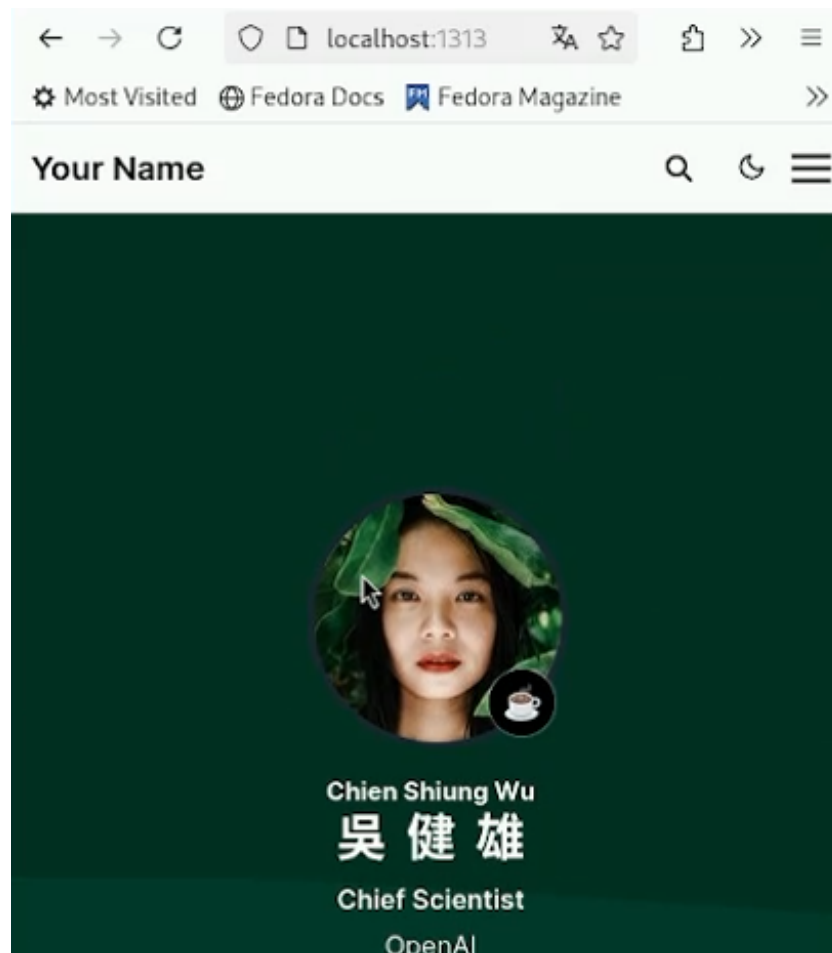 localhost:1313
Most Visited Fedora Docs FM Fedora Magazine
Your Name
Chien Shiung Wu
吳健雄
Chief Scientist
OpenAI